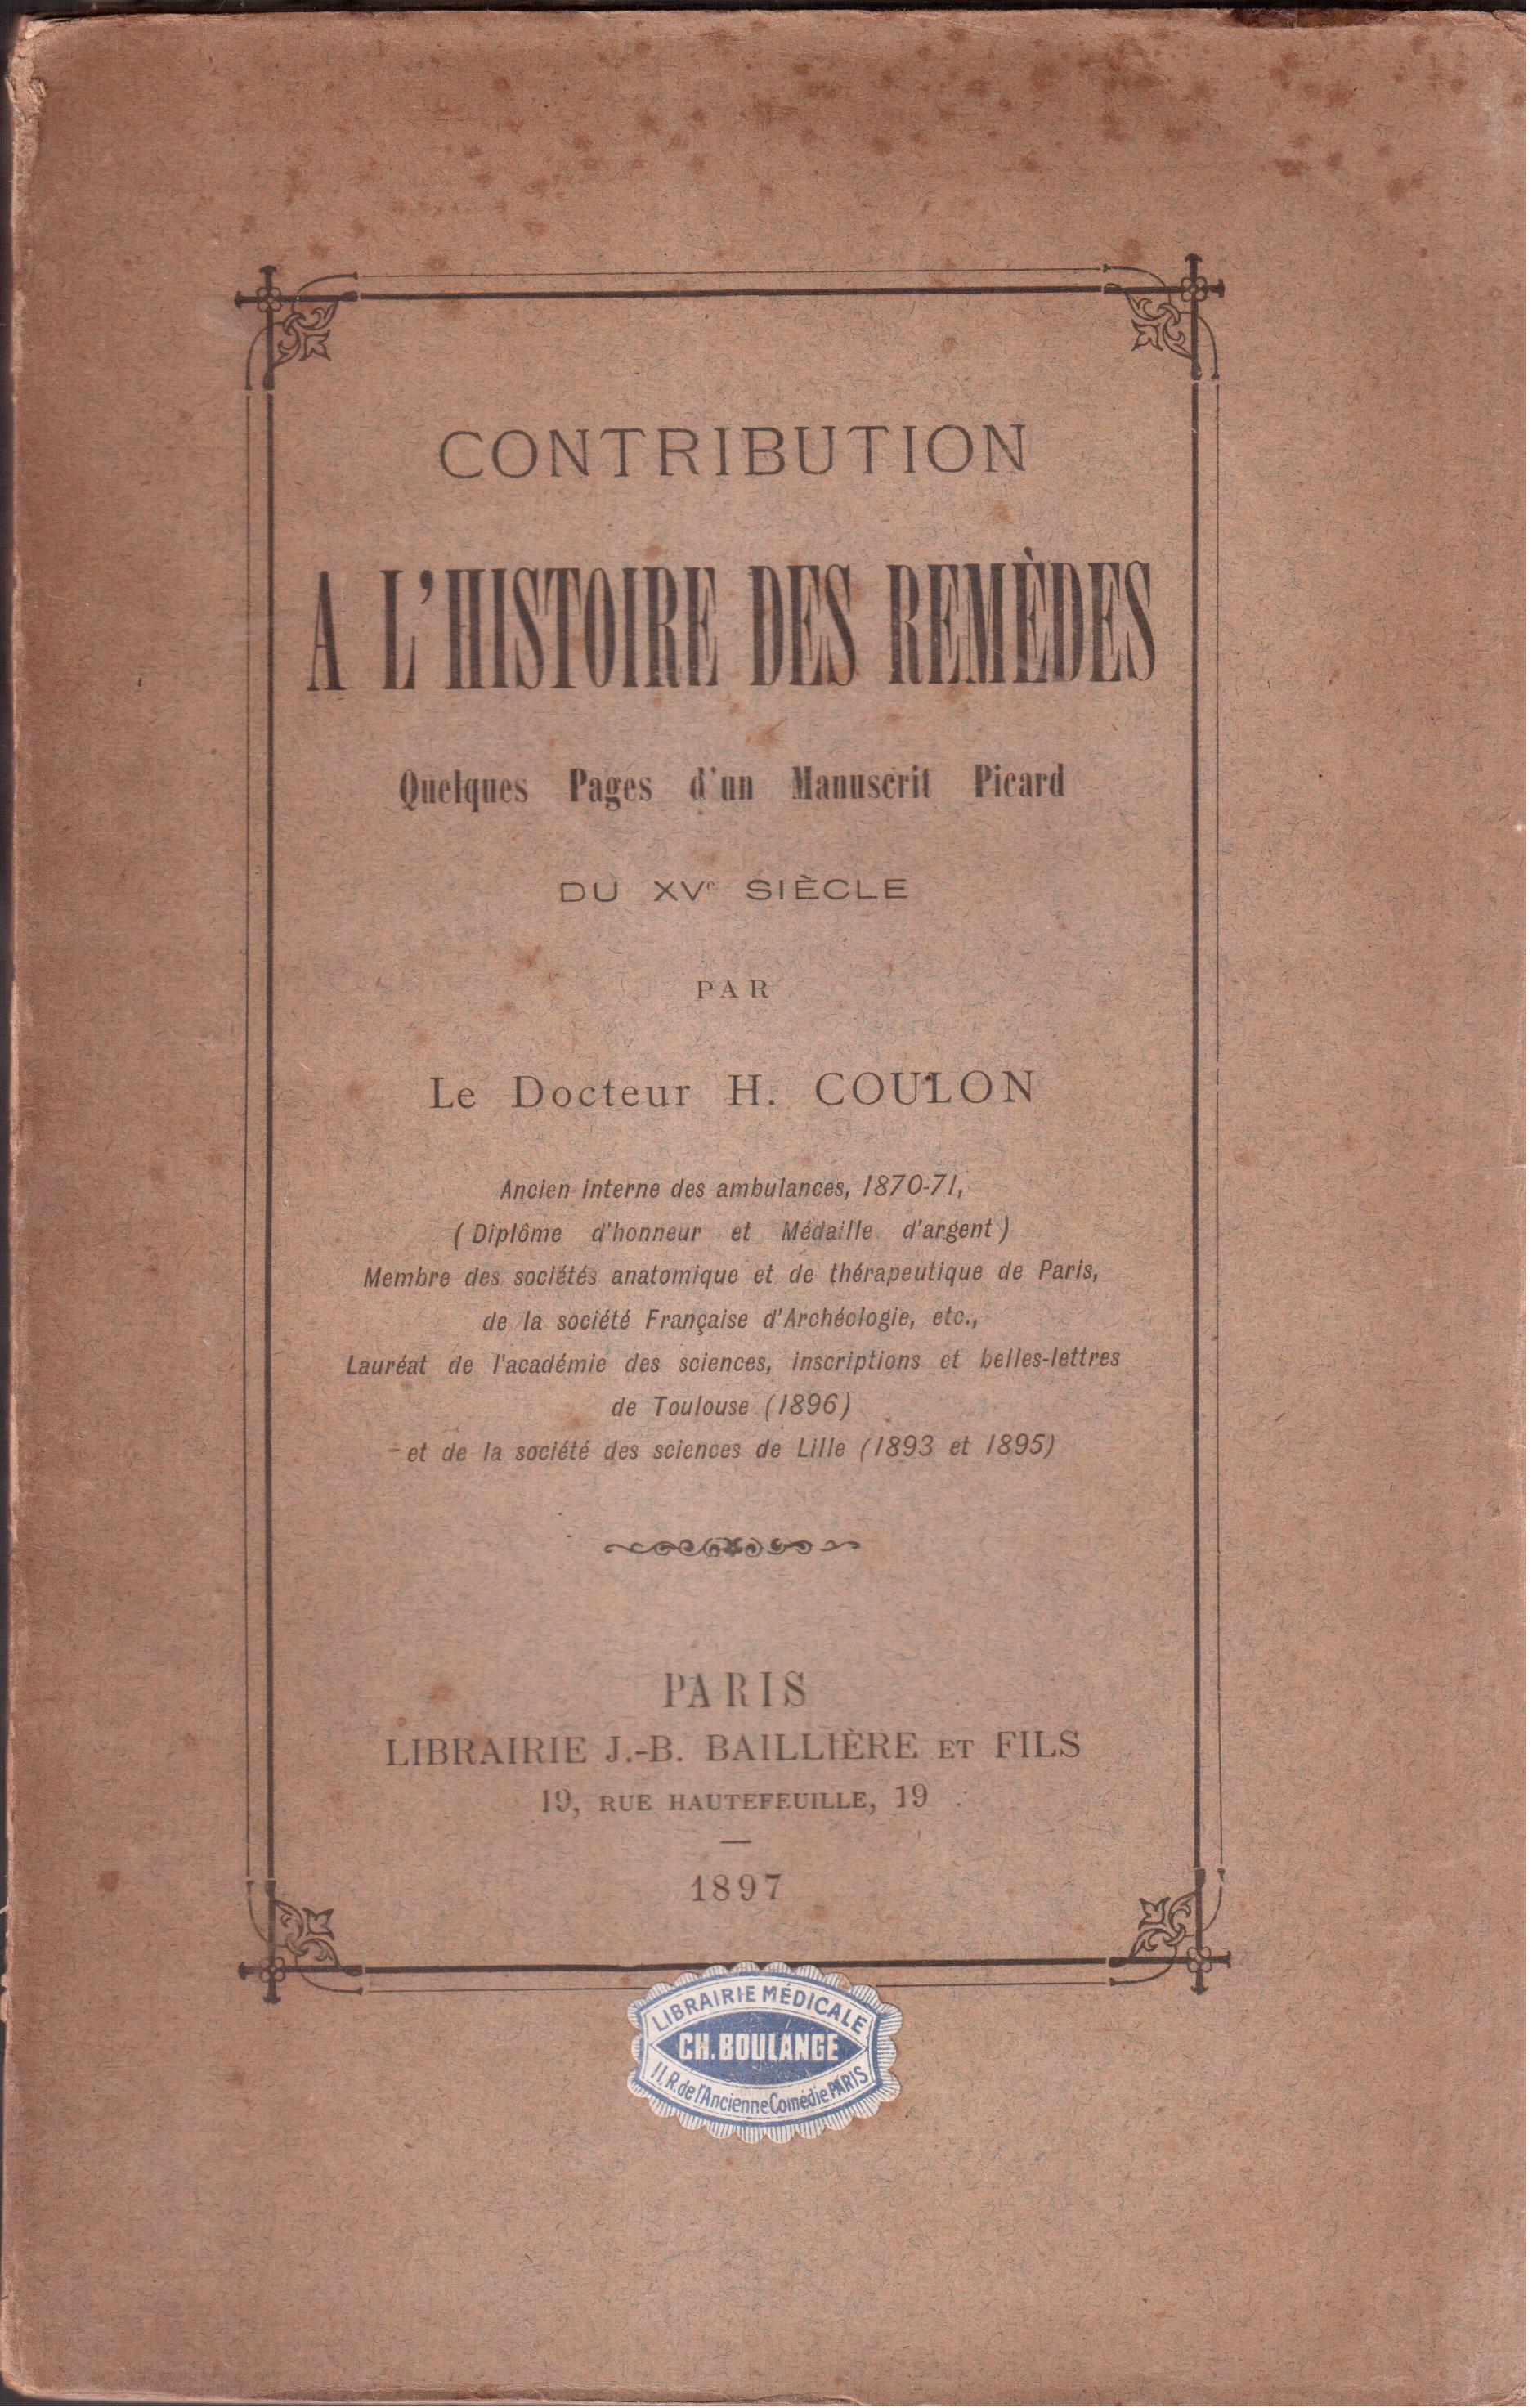 CONTRIBUTION
A L'HISTOIRE DES REMÈDES
Quelques Pages d'un Manuscrit Picard
DU XVe SIÈCLE
PAR
Le Docteur H. COULON
Ancien interne des ambulances, 1870-71,
(Diplôme d'honneur et Médaille d'argent)
Membre des sociétés anatomique et de thérapeutique de Paris,
de la société Française d'Archéologie, etc.,
Lauréat de l'académie des sciences, inscriptions et belles-lettres
de Toulouse (1896)
et de la société des sciences de Lille (1893 et 1895)
PARIS
LIBRAIRIE J.-B. BAILLIÈRE ET FILS
19, RUE HAUTEFEUILLE, 19
1897
LIBRAIRIE MÉDICALE
CH. BOULANGE
11.R.de l'Ancienne Comédie PARIS